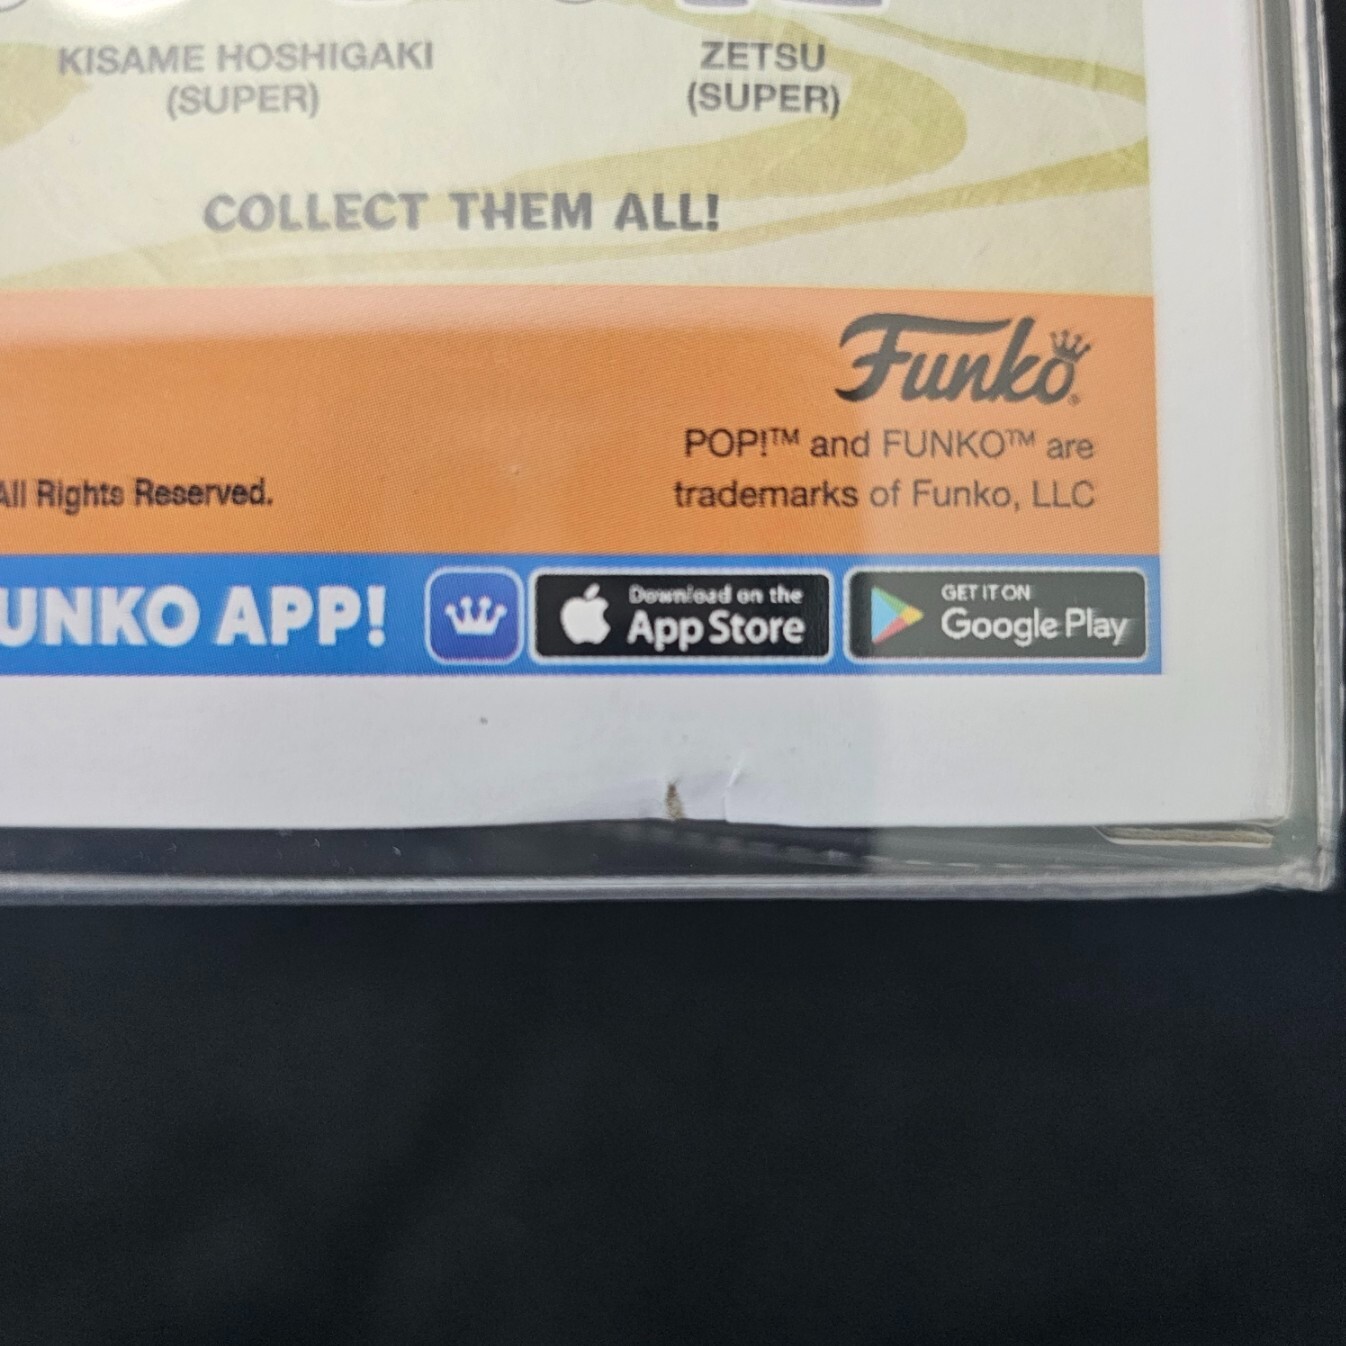 KISAME HOSHIGAKI
(SUPER)
ZETSU
(SUPER)
COLLECT THEM ALL!
Funko
POP!™ and FUNKO™ are
trademarks of Funko, LLC
All Rights Reserved.
UNKO APP!
Download on the
App Store
GET IT ON
Google Play